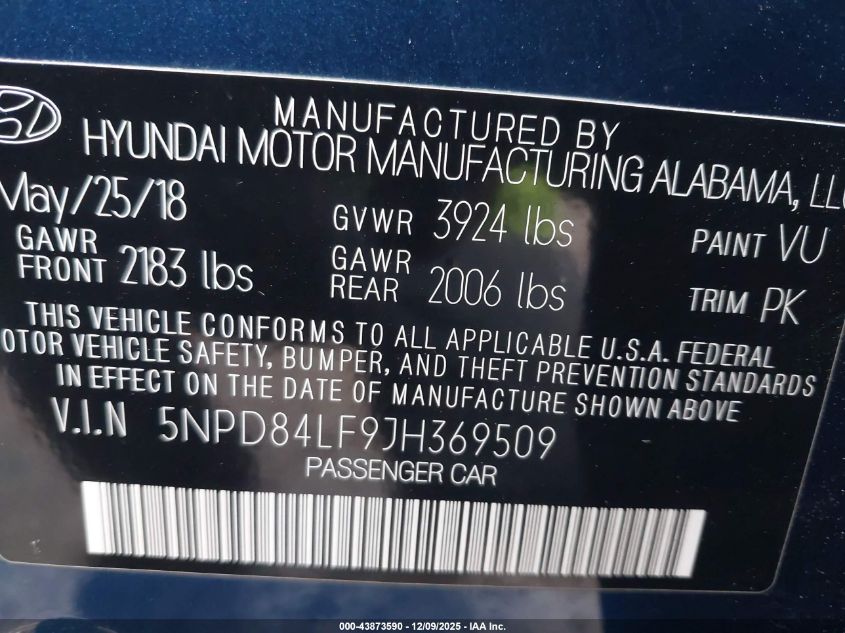 MANUFACTURED BY
HYUNDAI MOTOR MANUFACTURING ALABAMA, LLC
May/25/18
GVWR 3924 lbs
PAINT VU
GAWR FRONT 2183 lbs
GAWR REAR 2006 lbs
TRIM PK
THIS VEHICLE CONFORMS TO ALL APPLICABLE U.S.A. FEDERAL
MOTOR VEHICLE SAFETY, BUMPER, AND THEFT PREVENTION STANDARDS
IN EFFECT ON THE DATE OF MANUFACTURE SHOWN ABOVE
V.I.N 5NPD84LF9JH369509
PASSENGER CAR
000-43873590 - 12/09/2025 - IAA Inc.